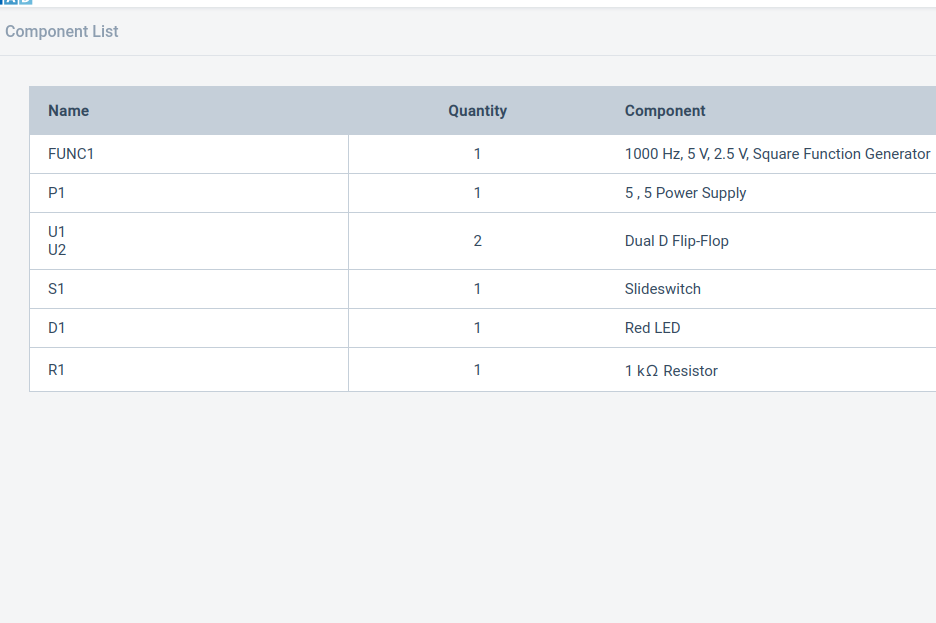 Component List
Name Quantity Component
FUNC1 1 1000 Hz, 5 V, 2.5 V, Square Function Generator
P1 1 5 , 5 Power Supply
U1
U2 2 Dual D Flip-Flop
S1 1 Slideswitch
D1 1 Red LED
R1 1 1 kΩ Resistor